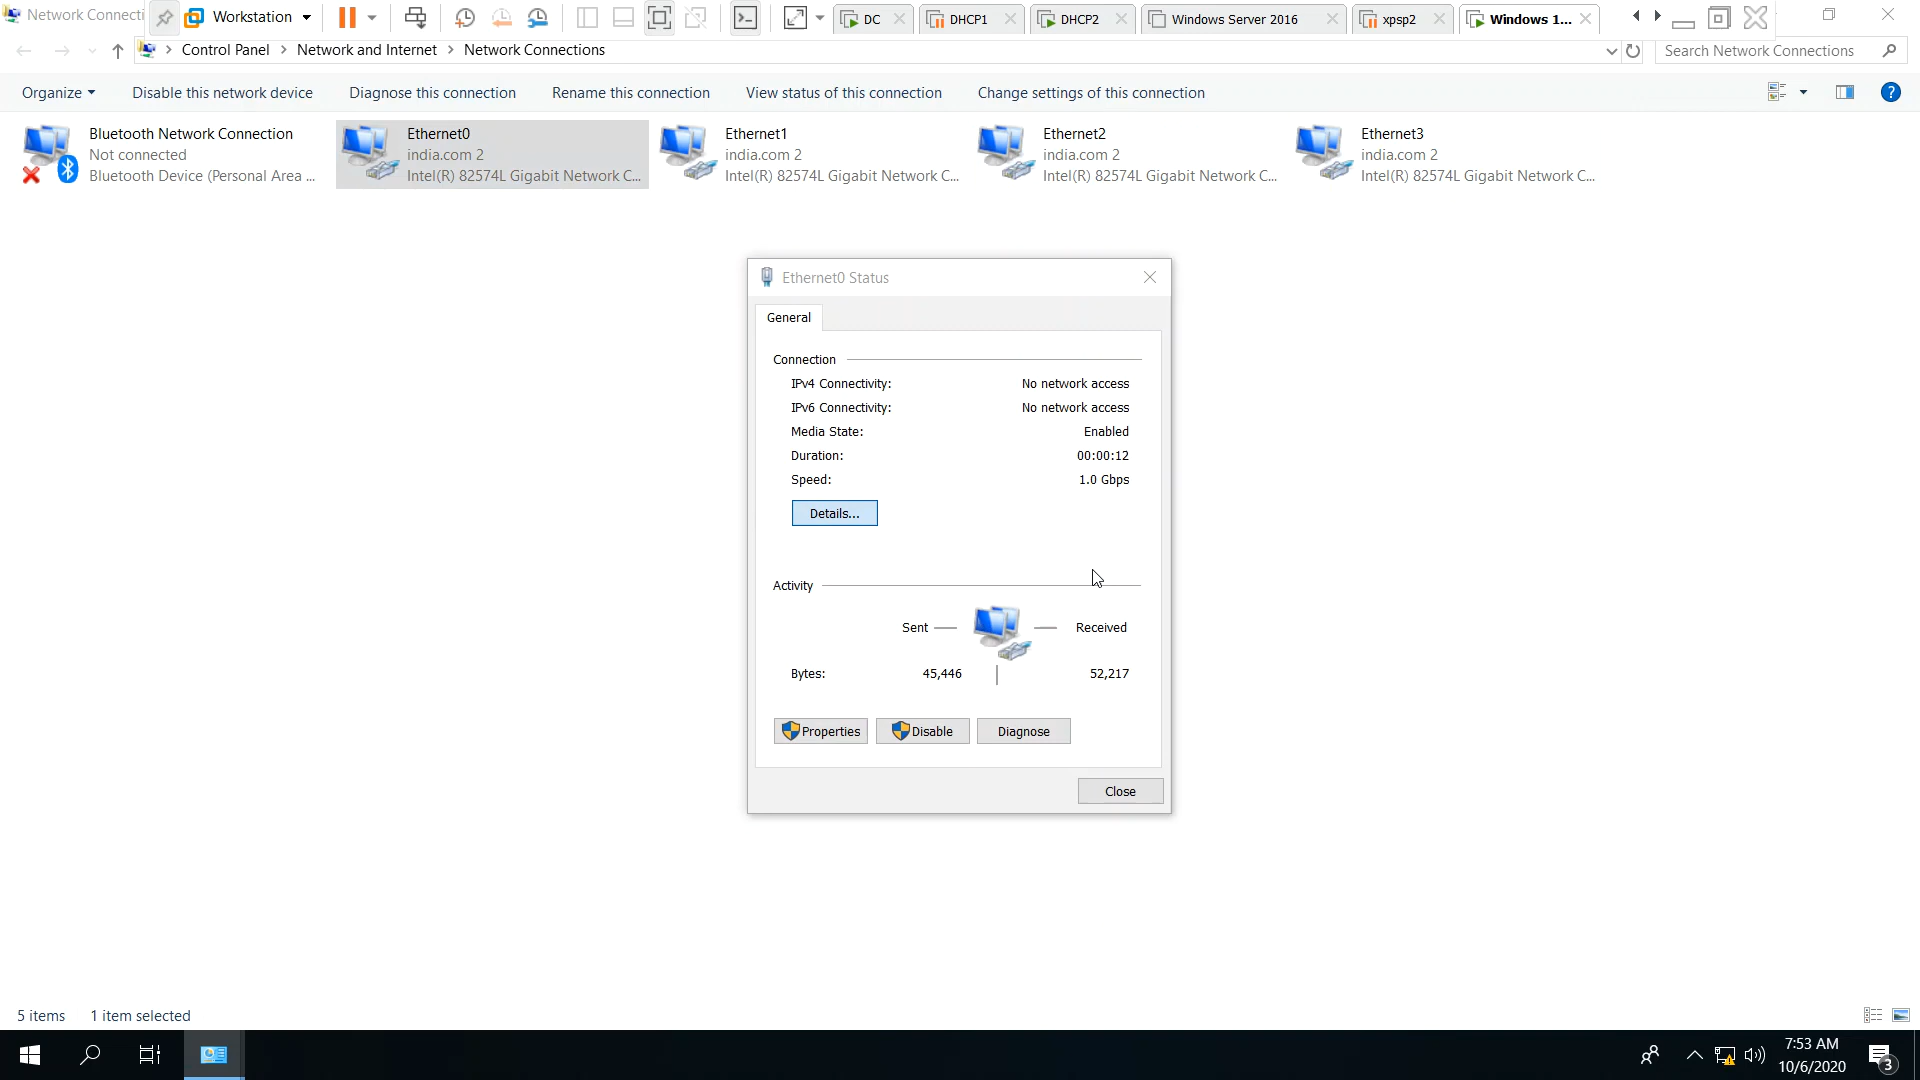 Network Connecti
Workstation
DC
DHCP1
DHCP2
Windows Server 2016
xpsp2
Windows 1...
Control Panel > Network and Internet > Network Connections
Search Network Connections
Organize
Disable this network device
Diagnose this connection
Rename this connection
View status of this connection
Change settings of this connection
?
Bluetooth Network Connection
Not connected
Bluetooth Device (Personal Area ...
Ethernet0
india.com 2
Intel(R) 82574L Gigabit Network C...
Ethernet1
india.com 2
Intel(R) 82574L Gigabit Network C...
Ethernet2
india.com 2
Intel(R) 82574L Gigabit Network C...
Ethernet3
india.com 2
Intel(R) 82574L Gigabit Network C...
Ethernet0 Status
General
Connection
IPv4 Connectivity: No network access
IPv6 Connectivity: No network access
Media State: Enabled
Duration: 00:00:12
Speed: 1.0 Gbps
Details...
Activity
Sent
Received
Bytes: 45,446 52,217
Properties
Disable
Diagnose
Close
5 items
1 item selected
7:53 AM
10/6/2020
3